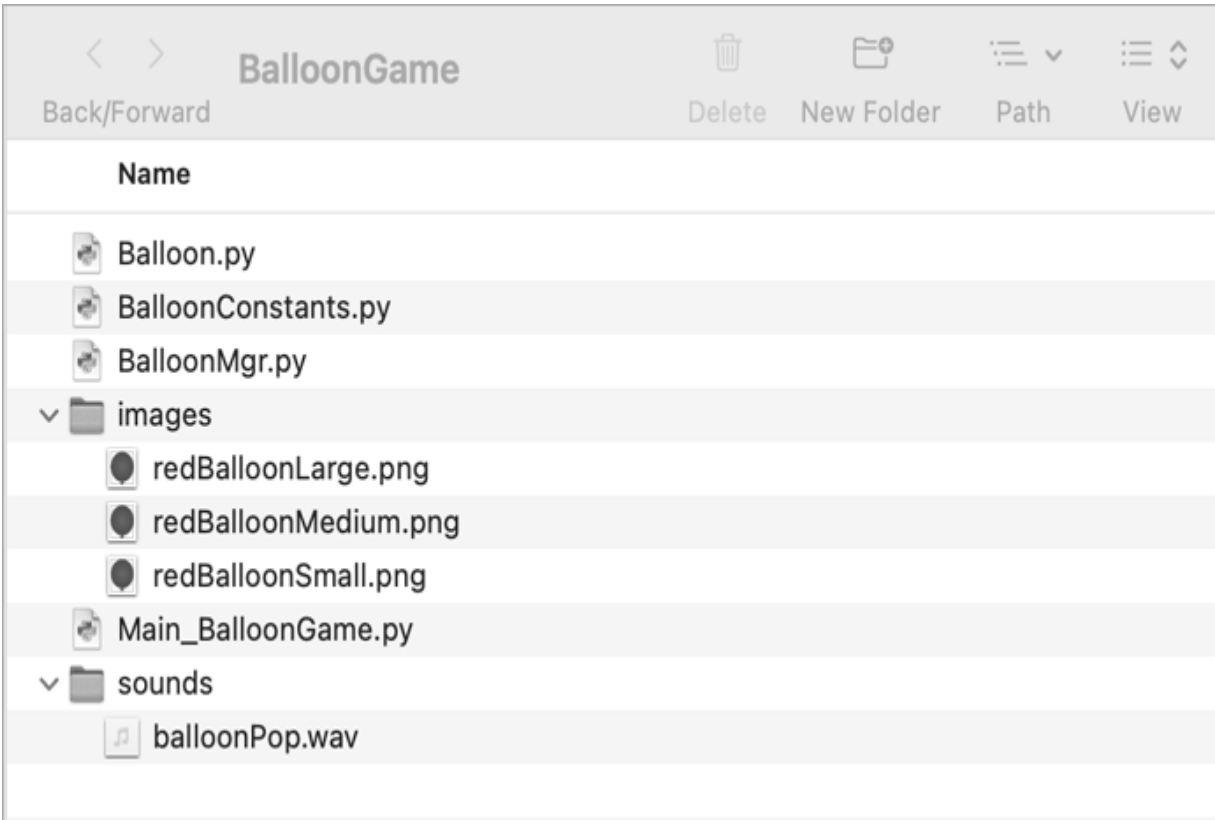 BalloonGame
Back/Forward
Delete
New Folder
Path
View
Name
Balloon.py
BalloonConstants.py
BalloonMgr.py
images
redBalloonLarge.png
redBalloonMedium.png
redBalloonSmall.png
Main_BalloonGame.py
sounds
balloonPop.wav